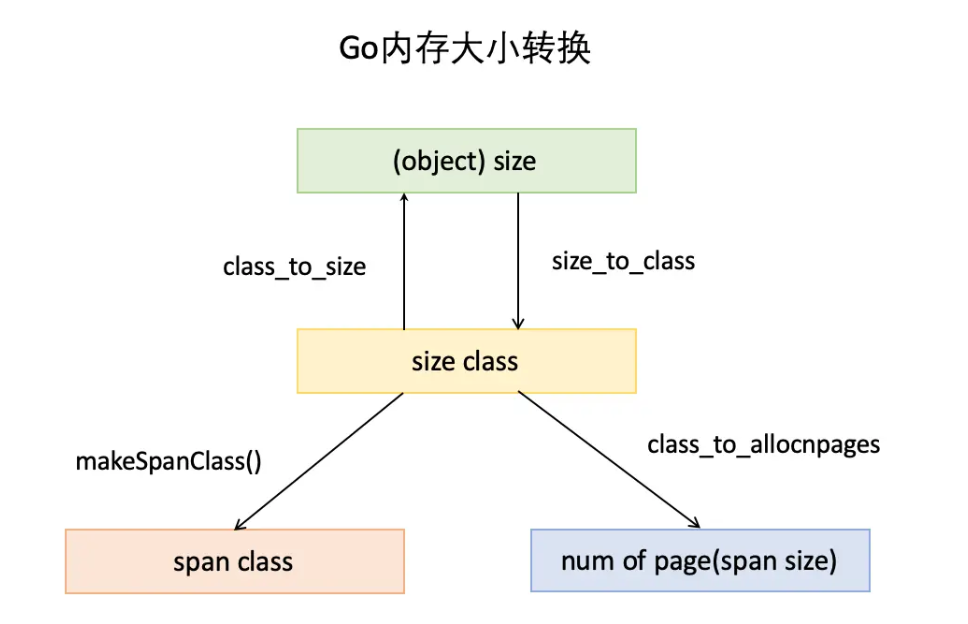 Go内存大小转换
(object) size
class_to_size
size_to_class
size class
makeSpanClass()
class_to_allocnpages
span class
num of page(span size)